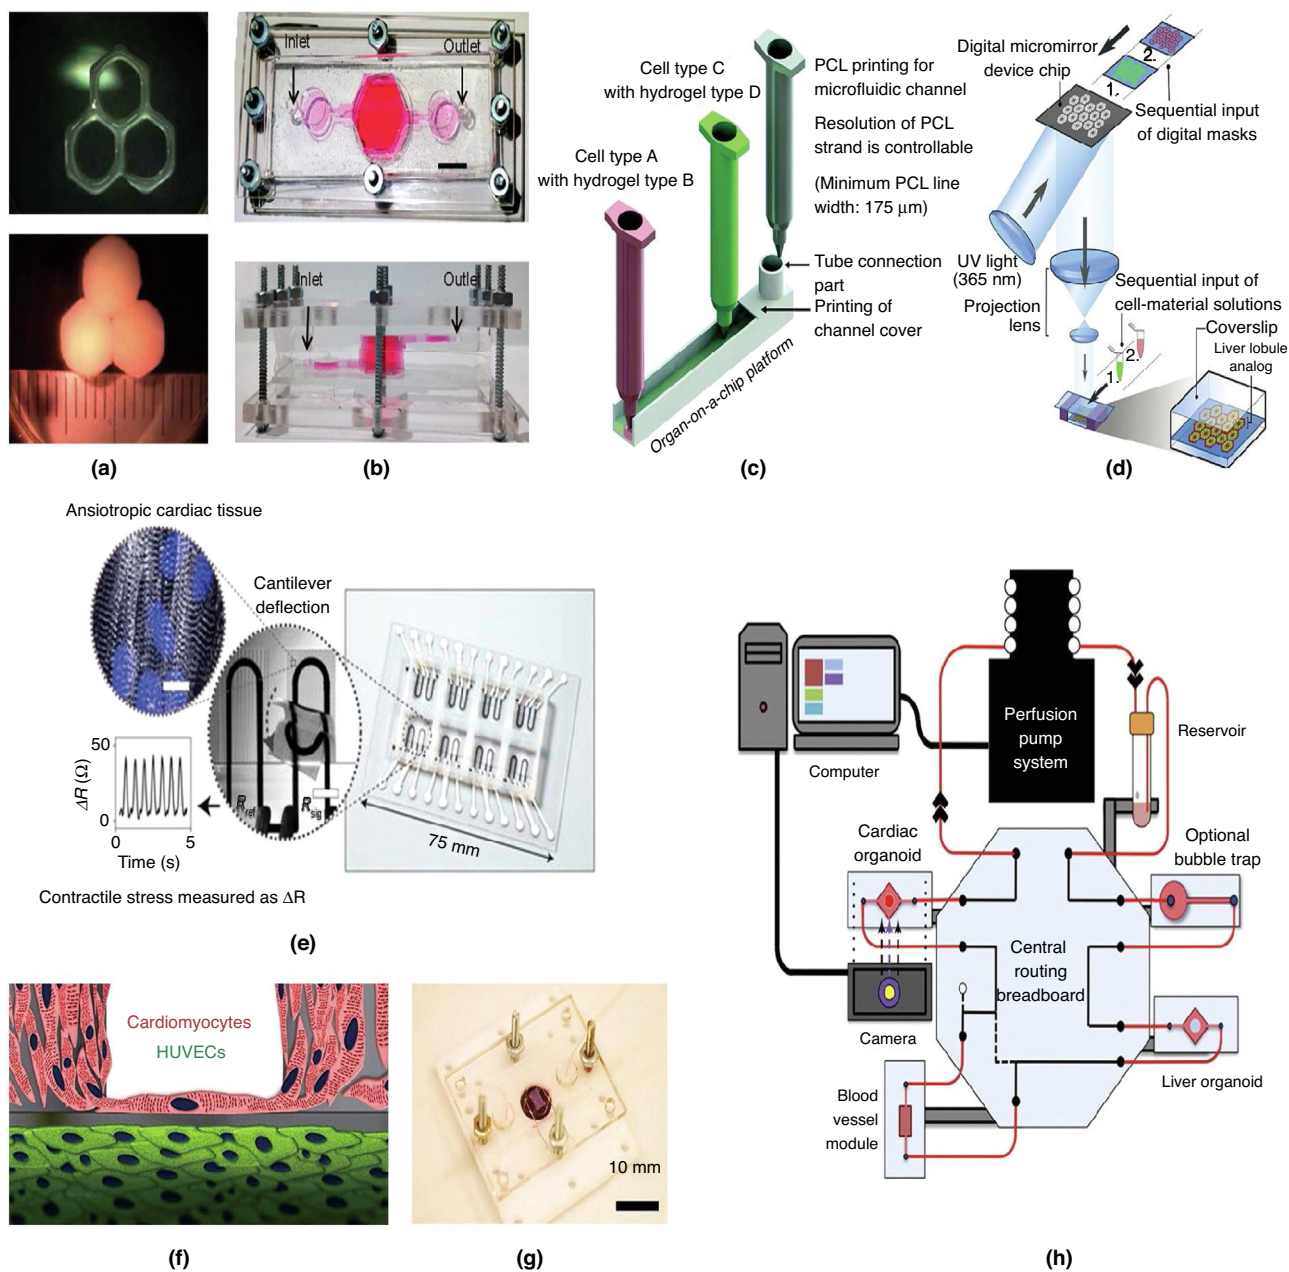 Inlet
Outlet
Inlet
Outlet
(a)
(b)
Cell type C
with hydrogel type D
Cell type A
with hydrogel type B
PCL printing for
microfluidic channel
Resolution of PCL
strand is controllable
(Minimum PCL line
width: 175 μm)
Tube connection
part
Printing of
channel cover
Organ-on-a-chip platform
(c)
Digital micromirror
device chip
2.
1.
Sequential input
of digital masks
UV light
(365 nm)
Projection
lens
Sequential input of
cell-material solutions
2.
1.
Coverslip
Liver lobule
analog
(d)
Ansiotropic cardiac tissue
Cantilever
deflection
R ref
R sig
50
0
ΔR (Ω)
0 5
Time (s)
75 mm
Contractile stress measured as ΔR
(e)
Cardiomyocytes
HUVECs
(f)
10 mm
(g)
Computer
Perfusion
pump
system
Reservoir
Cardiac
organoid
Optional
bubble trap
Central
routing
breadboard
Camera
Liver organoid
Blood
vessel
module
(h)